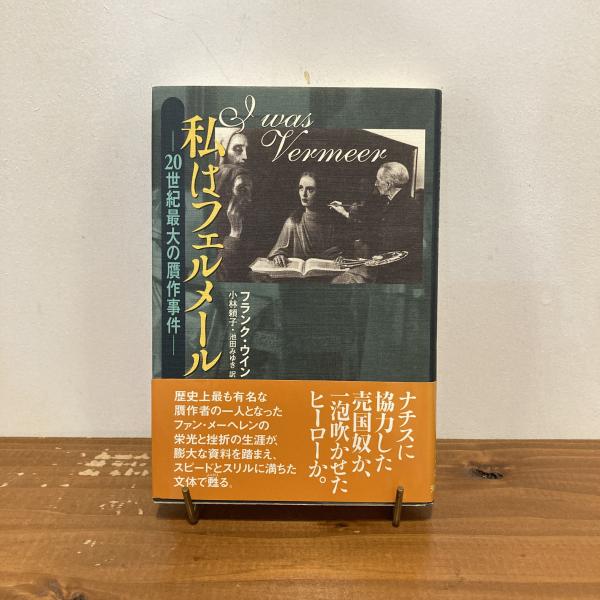 I was
Vermeer
私はフェルメール
―20世紀最大の贋作事件―
フランク・ウイン
小林頼子・池田みゆき 訳
ナチスに
協力した
売国奴か、
一泡吹かせた
ヒーローか。
歴史上最も有名な
贋作者の一人となった
ファン・メーヘレンの
栄光と挫折の生涯が、
膨大な資料を踏まえ、
スピードとスリルに満ちた
文体で甦る。